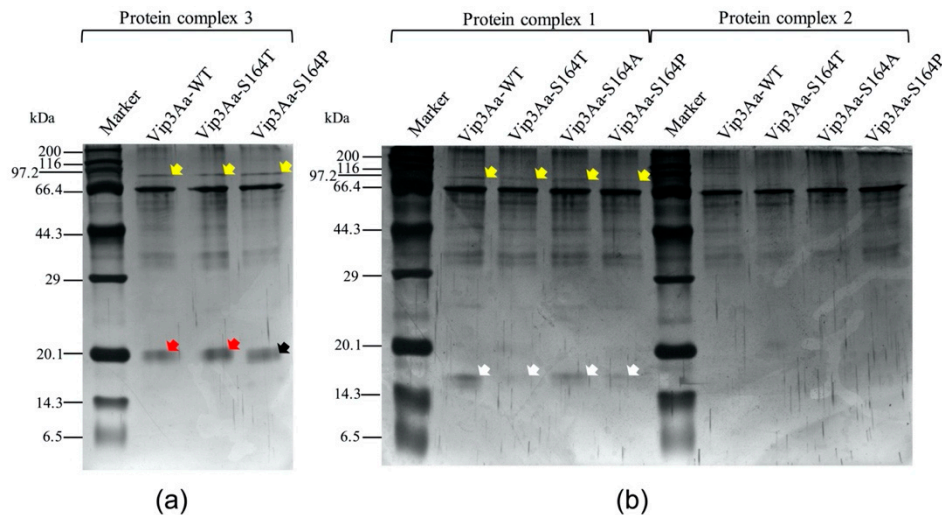 Protein complex 3
kDa
Marker
Vip3Aa-WT
Vip3Aa-S164T
Vip3Aa-S164P
200
116
97.2
66.4
44.3
29
20.1
14.3
6.5
(a)
Protein complex 1
Protein complex 2
kDa
Marker
Vip3Aa-WT
Vip3Aa-S164T
Vip3Aa-S164A
Vip3Aa-S164P
Marker
Vip3Aa-WT
Vip3Aa-S164T
Vip3Aa-S164A
Vip3Aa-S164P
200
116
97.2
66.4
44.3
29
20.1
14.3
6.5
(b)